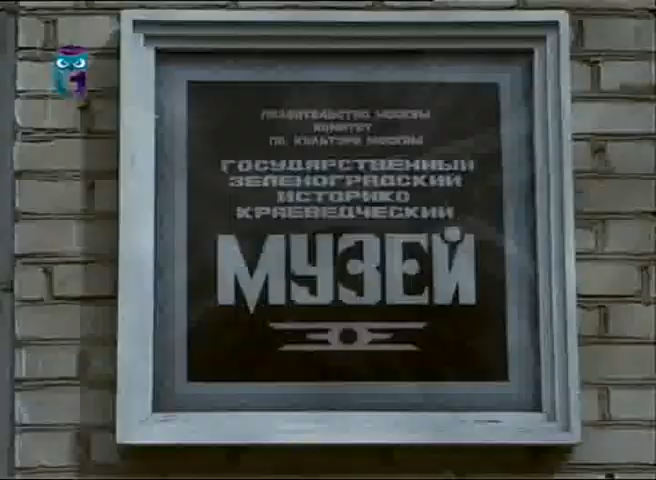 ПРАВИТЕЛЬСТВО МОСКВЫ
КОМИТЕТ
ПО КУЛЬТУРЕ МОСКВЫ
ГОСУДАРСТВЕННЫЙ
ЗЕЛЕНОГРАДСКИЙ
ИСТОРИКО
КРАЕВЕДЧЕСКИЙ
МУЗЕЙ